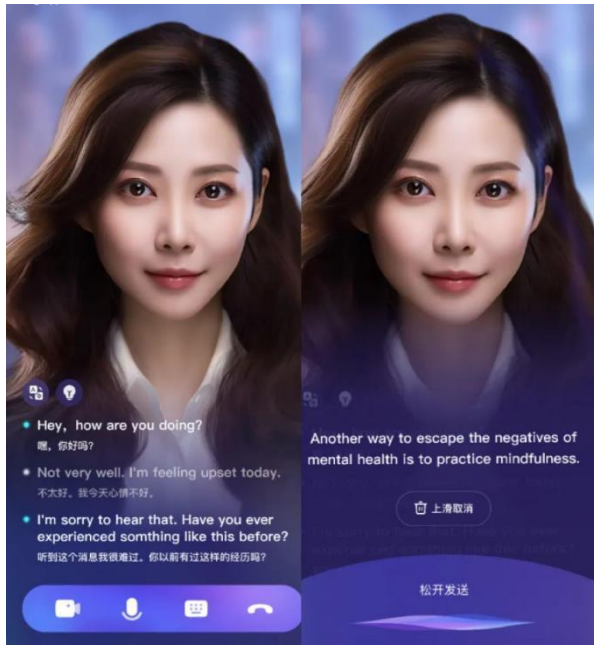 Hey, how are you doing?
嘿，你好吗？
Not very well. I'm feeling upset today.
不太好。我今天心情不好。
I'm sorry to hear that. Have you ever
experienced somthing like this before?
听到这个消息我很难过。你以前有过这样的经历吗？
Another way to escape the negatives of
mental health is to practice mindfulness.
上滑取消
松开发送